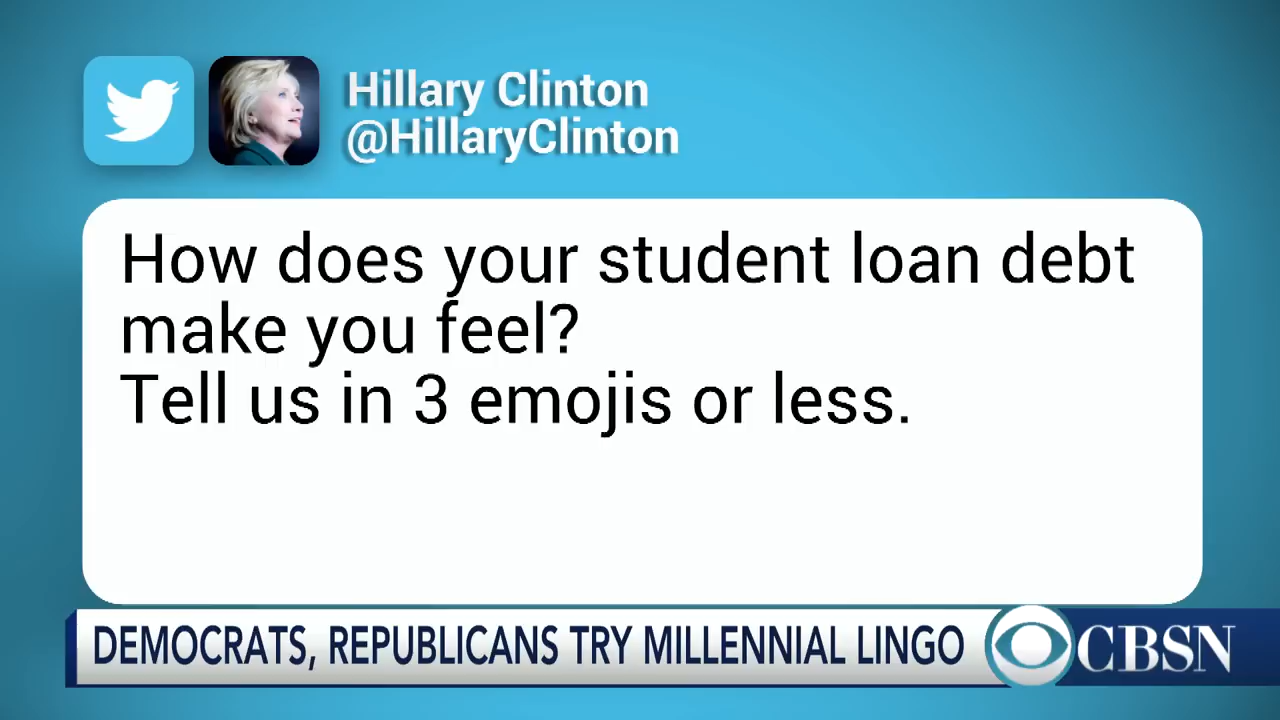 Hillary Clinton
@HillaryClinton
How does your student loan debt
make you feel?
Tell us in 3 emojis or less.
DEMOCRATS, REPUBLICANS TRY MILLENNIAL LINGO
CBSN